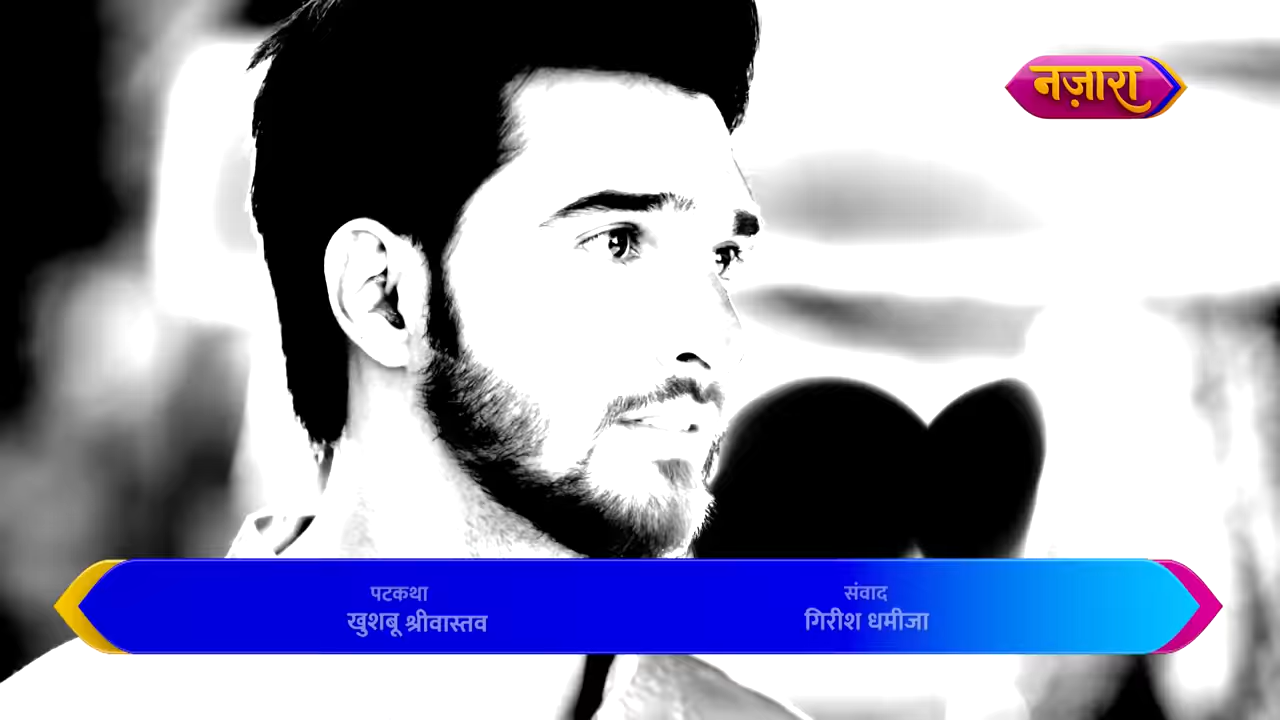 नज़ारा
पटकथा
खुशबू श्रीवास्तव
संवाद
गिरीश धमीजा